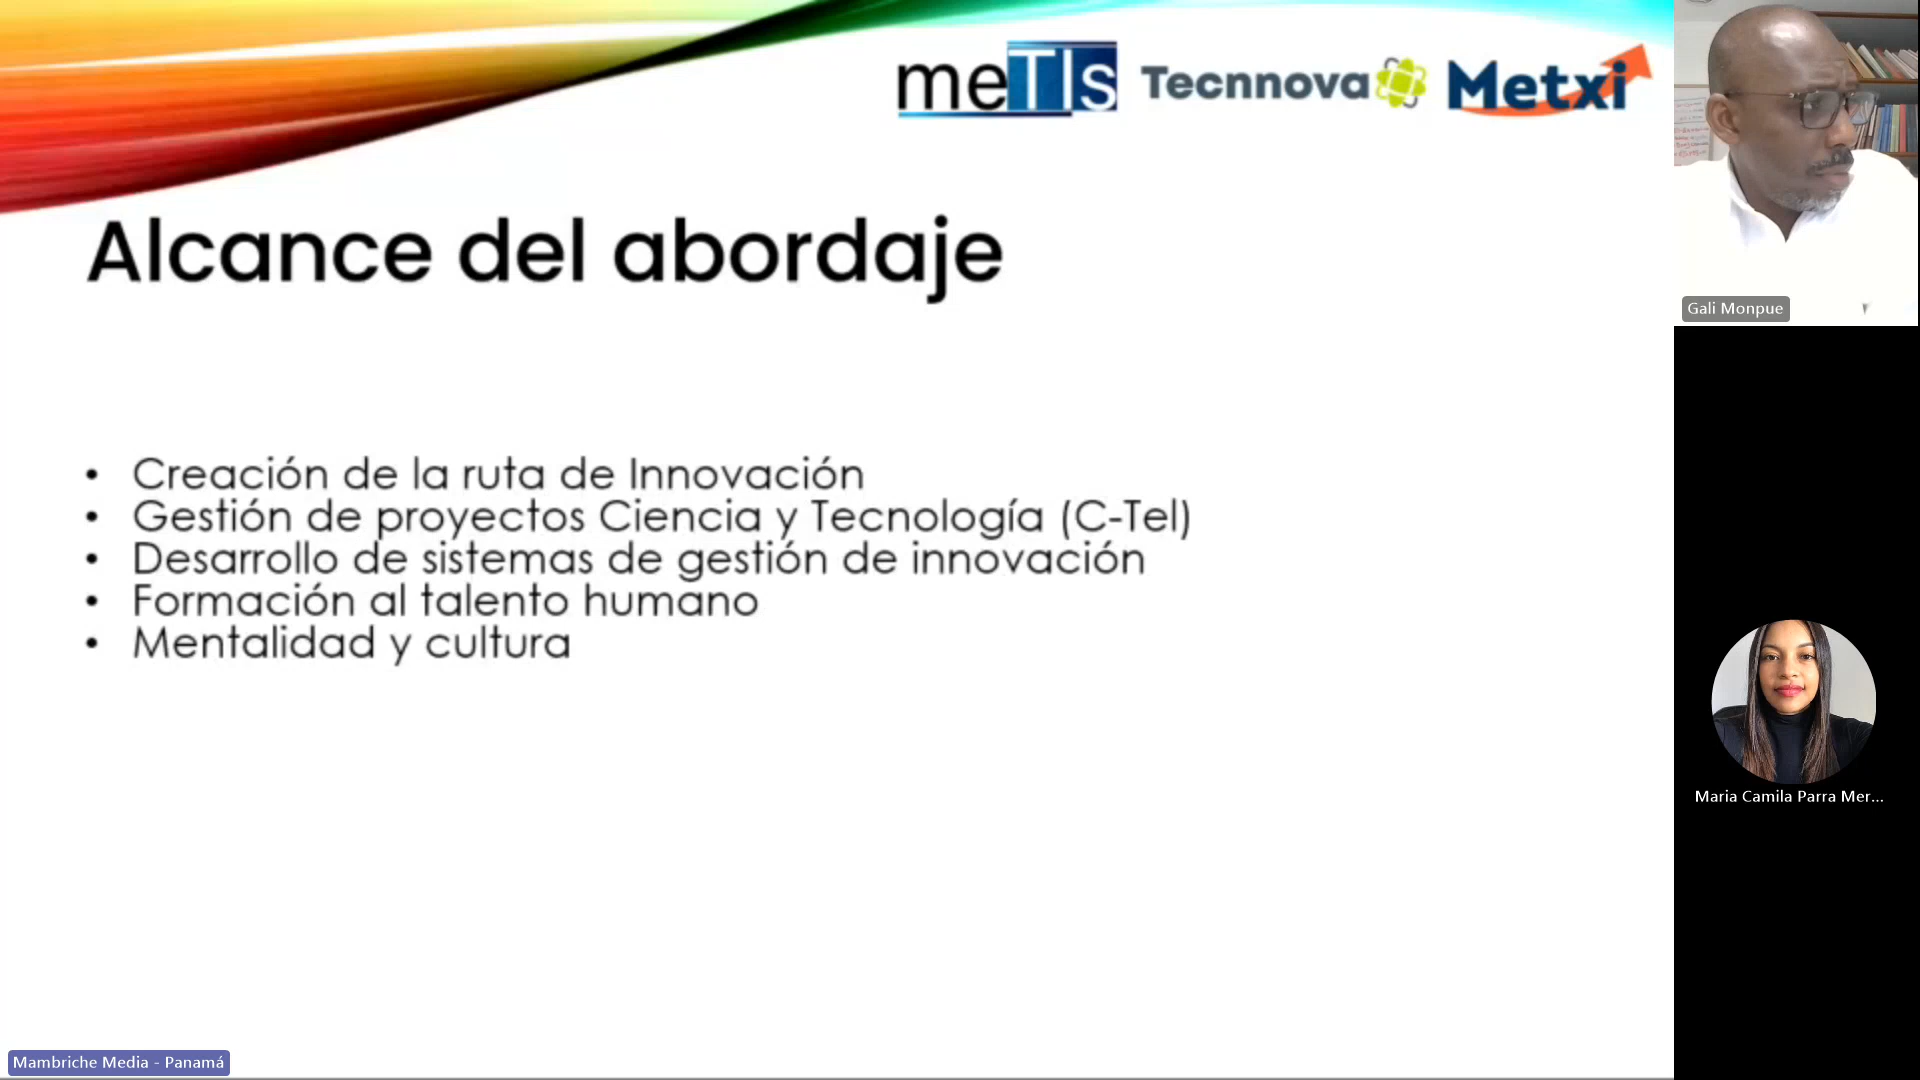 meTIs Tecnnova Metxi
Alcance del abordaje
• Creación de la ruta de Innovación
• Gestión de proyectos Ciencia y Tecnología (C-Tel)
• Desarrollo de sistemas de gestión de innovación
• Formación al talento humano
• Mentalidad y cultura
Mambriche Media - Panamá
Gali Monpue
Maria Camila Parra Mer...